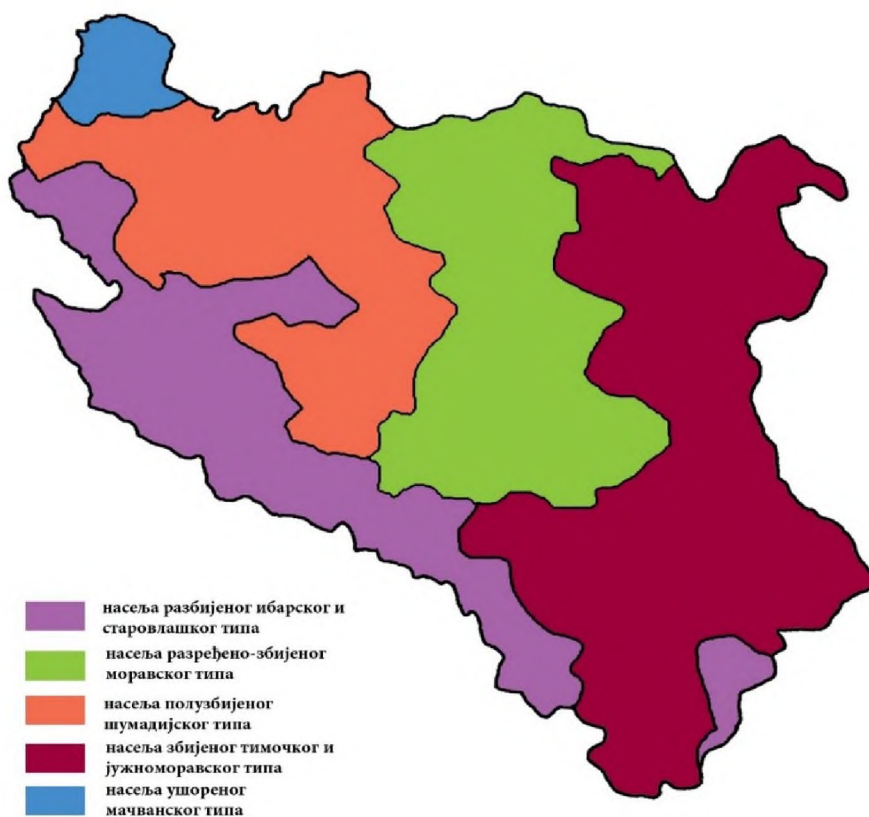 насеља разбијеног ибарског и
старовлашког типа
насеља разређено-збијеног
моравског типа
насеља полузбијеног
шумадијског типа
насеља збијеног тимочког и
јужноморавског типа
насеља ушореног
мачванског типа